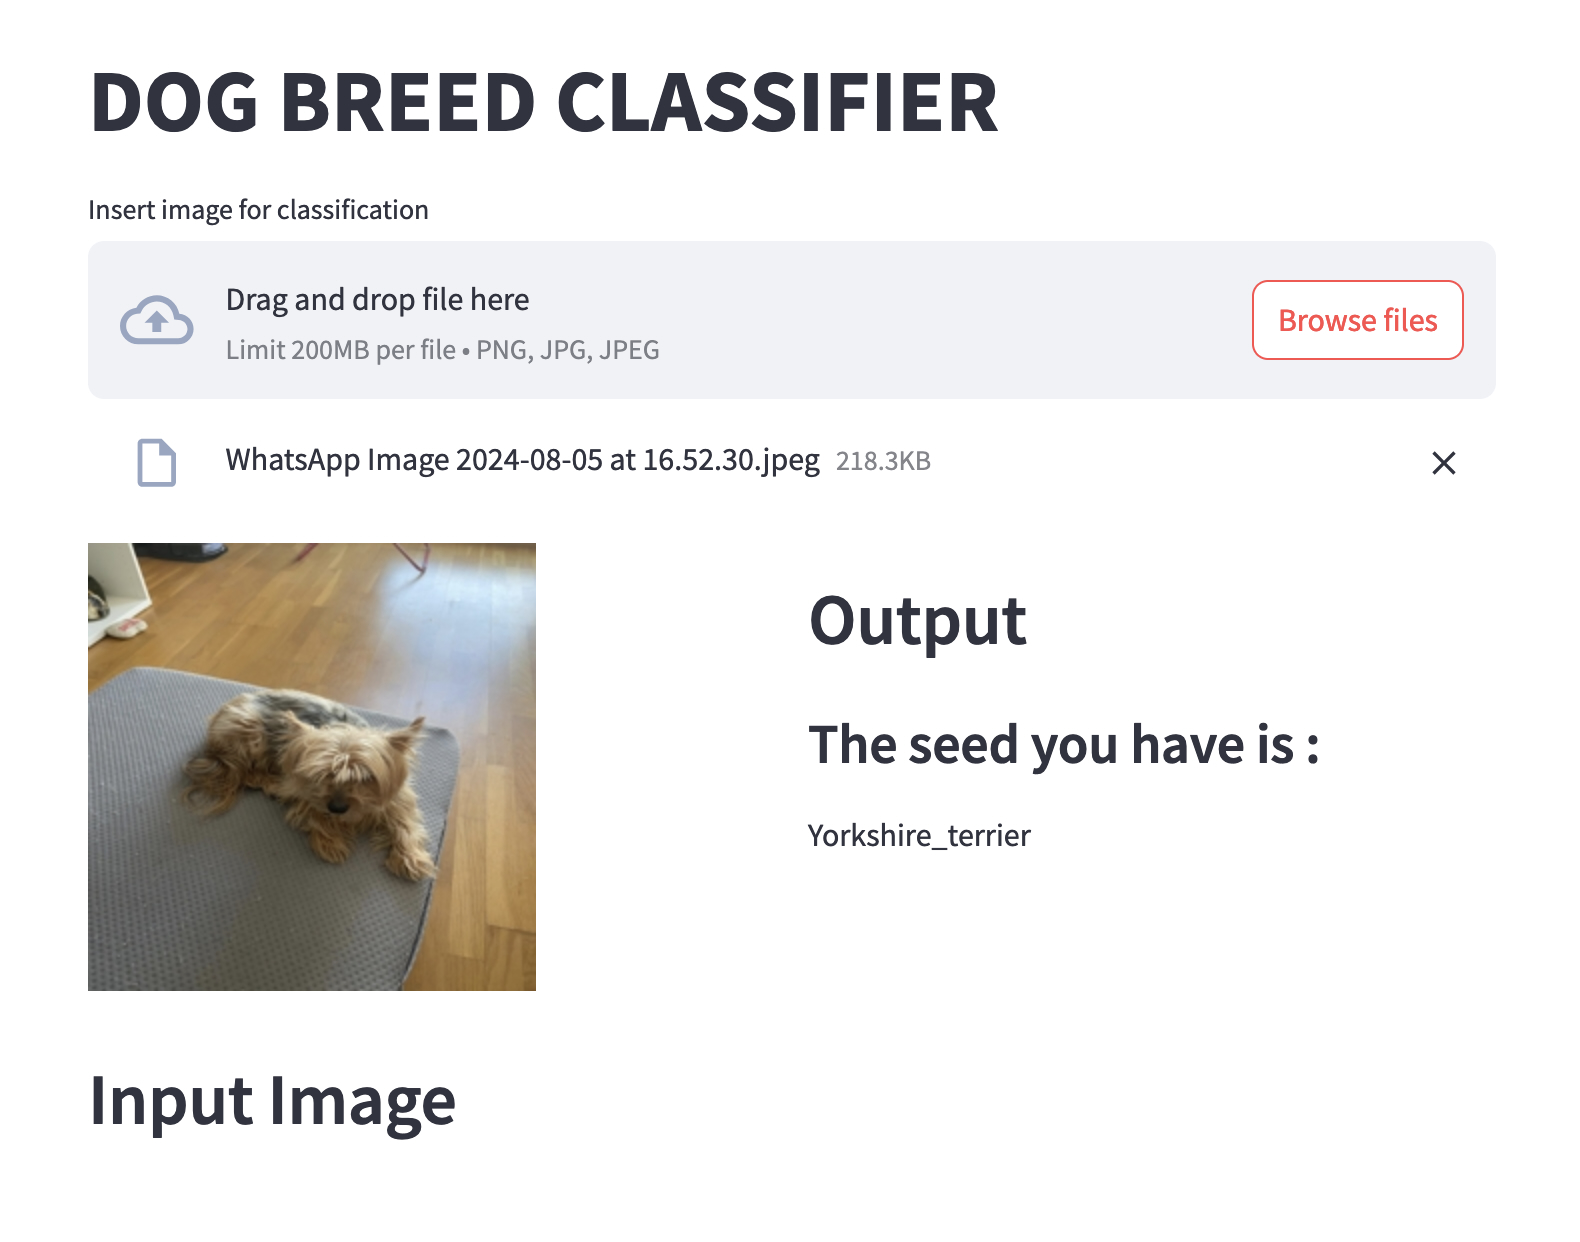 DOG BREED CLASSIFIER
Insert image for classification
Drag and drop file here
Limit 200MB per file • PNG, JPG, JPEG
Browse files
WhatsApp Image 2024-08-05 at 16.52.30.jpeg 218.3KB
Output
The seed you have is :
Yorkshire_terrier
Input Image